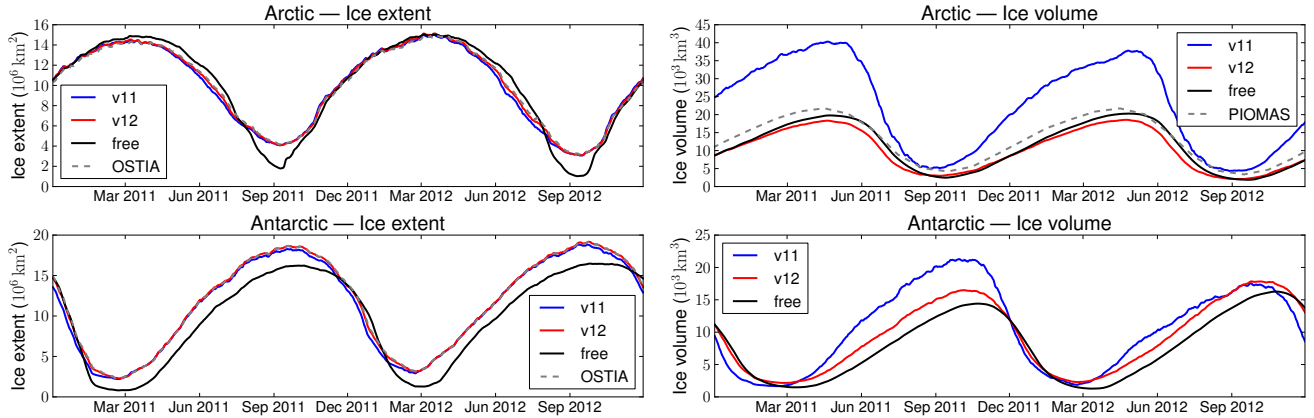 Arctic — Ice extent
Ice extent (10⁶ km²)
16
14
12
10
8
6
4
2
0
v11
v12
free
OSTIA
Mar 2011 Jun 2011 Sep 2011 Dec 2011 Mar 2012 Jun 2012 Sep 2012
Arctic — Ice volume
Ice volume (10³ km³)
45
40
35
30
25
20
15
10
5
0
v11
v12
free
PIOMAS
Mar 2011 Jun 2011 Sep 2011 Dec 2011 Mar 2012 Jun 2012 Sep 2012
Antarctic — Ice extent
Ice extent (10⁶ km²)
20
15
10
5
0
v11
v12
free
OSTIA
Mar 2011 Jun 2011 Sep 2011 Dec 2011 Mar 2012 Jun 2012 Sep 2012
Antarctic — Ice volume
Ice volume (10³ km³)
25
20
15
10
5
0
v11
v12
free
Mar 2011 Jun 2011 Sep 2011 Dec 2011 Mar 2012 Jun 2012 Sep 2012